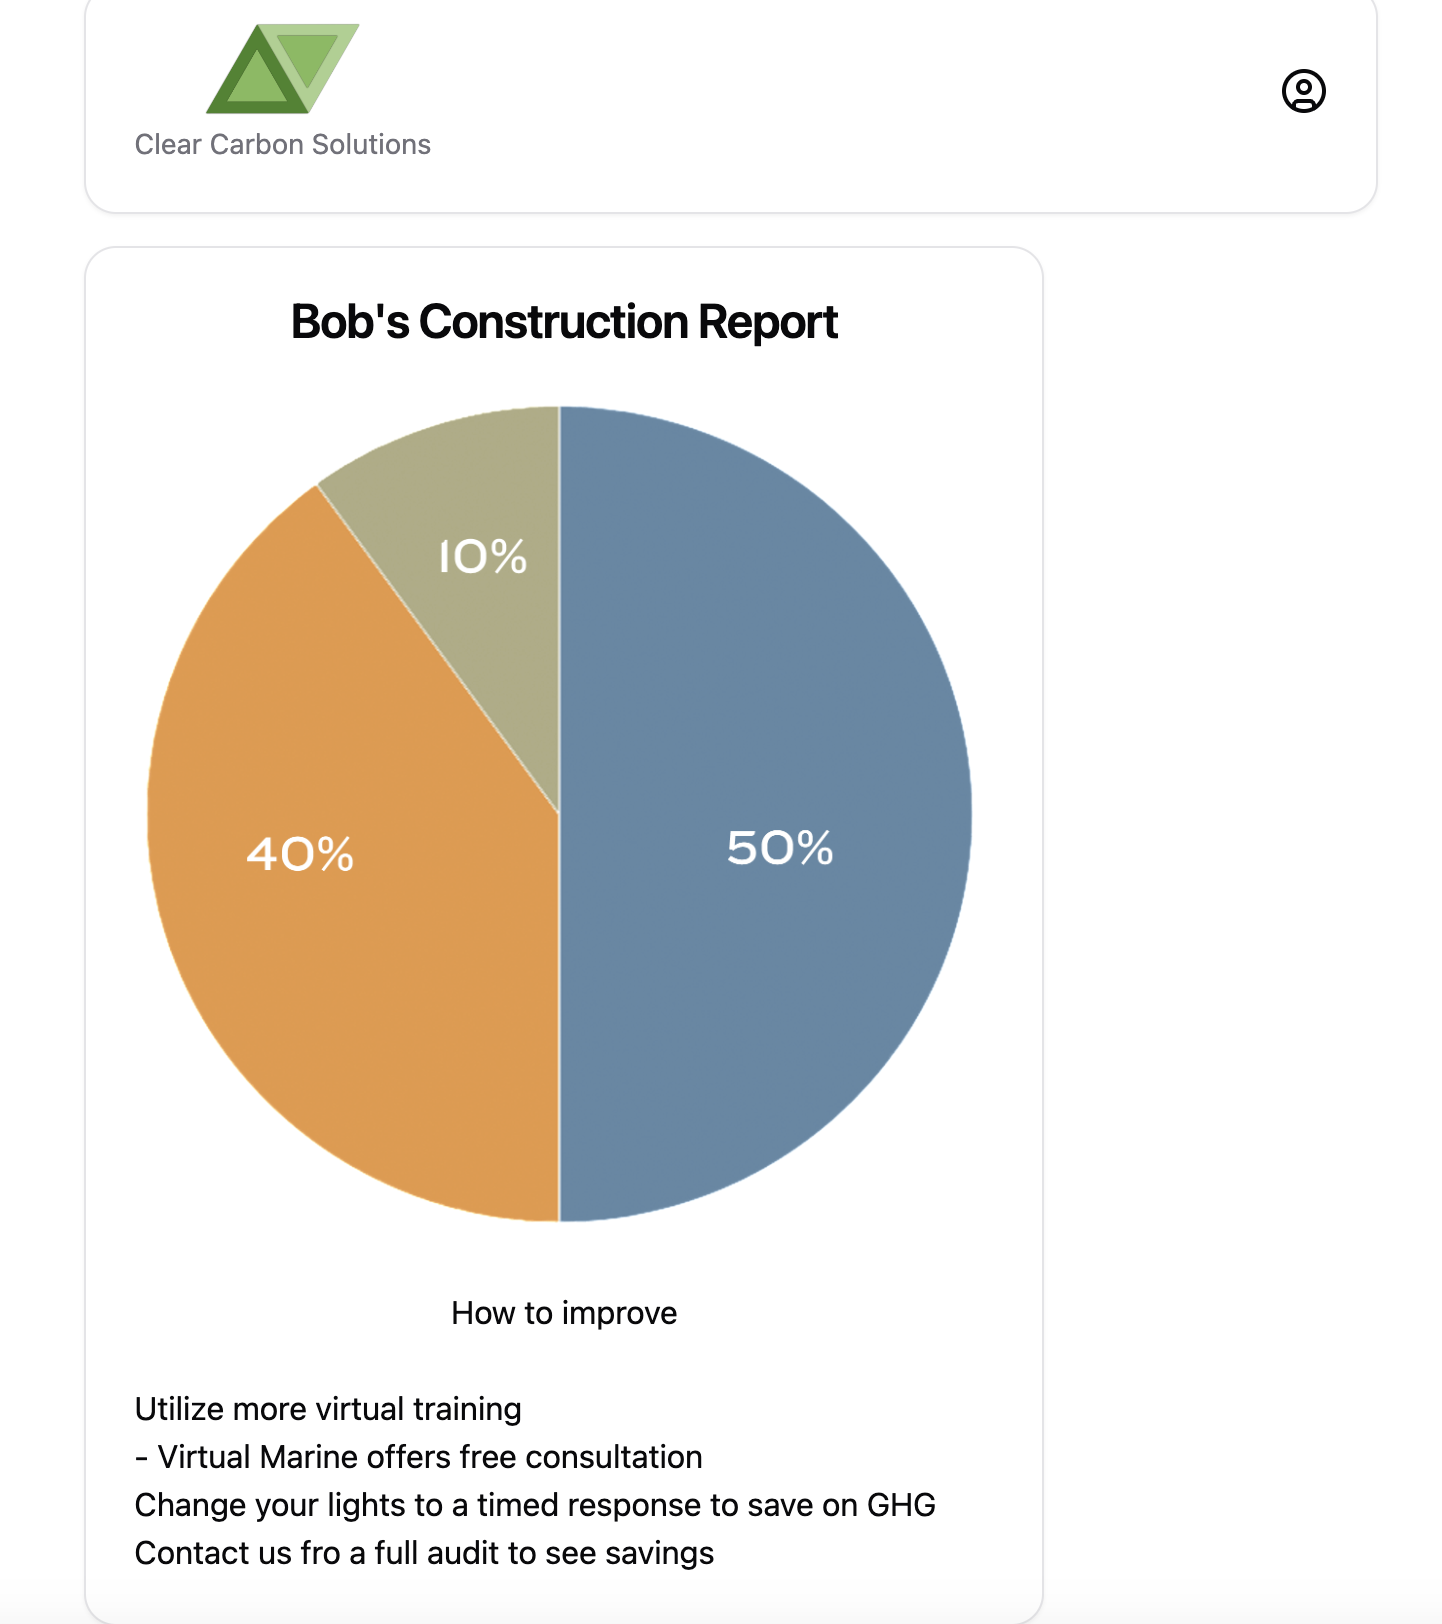 Clear Carbon Solutions
Bob's Construction Report
10%
40%
50%
How to improve
Utilize more virtual training
- Virtual Marine offers free consultation
Change your lights to a timed response to save on GHG
Contact us fro a full audit to see savings